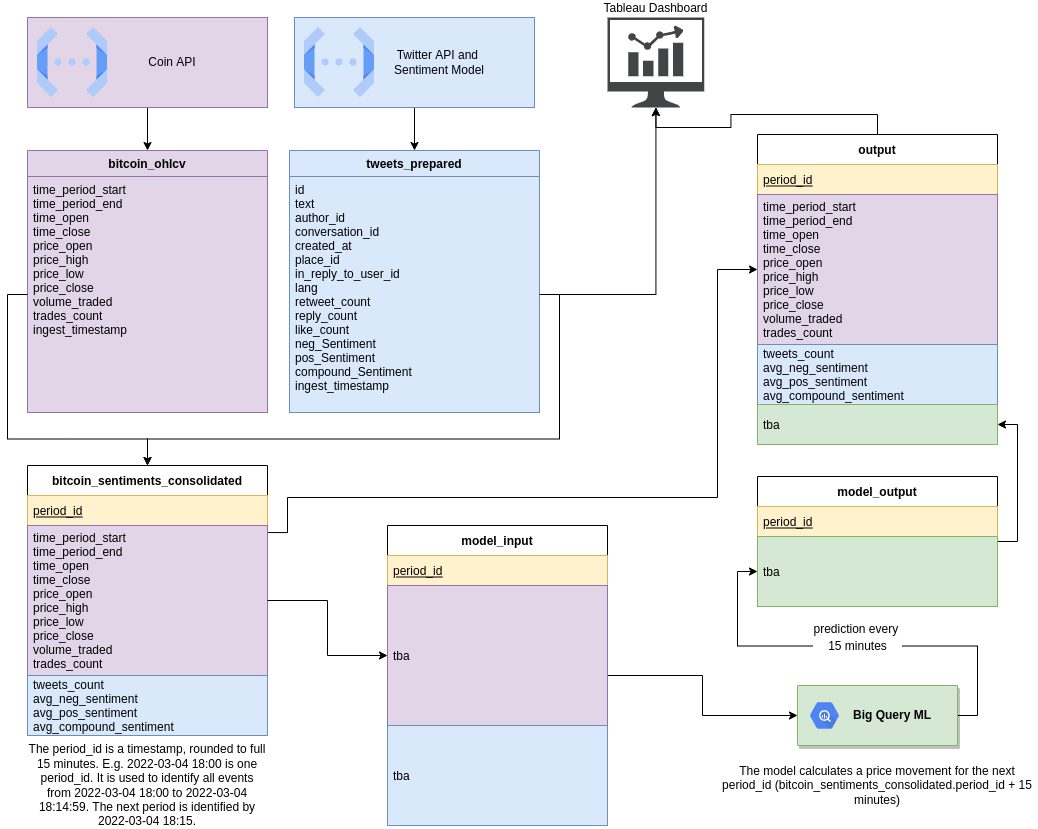 Tableau Dashboard
Coin API
Twitter API and
Sentiment Model
bitcoin_ohlcv
time_period_start
time_period_end
time_open
time_close
price_open
price_high
price_low
price_close
volume_traded
trades_count
ingest_timestamp
tweets_prepared
id
text
author_id
conversation_id
created_at
place_id
in_reply_to_user_id
lang
retweet_count
reply_count
like_count
neg_Sentiment
pos_Sentiment
compound_Sentiment
ingest_timestamp
output
period_id
time_period_start
time_period_end
time_open
time_close
price_open
price_high
price_low
price_close
volume_traded
trades_count
tweets_count
avg_neg_sentiment
avg_pos_sentiment
avg_compound_sentiment
tba
bitcoin_sentiments_consolidated
period_id
time_period_start
time_period_end
time_open
time_close
price_open
price_high
price_low
price_close
volume_traded
trades_count
tweets_count
avg_neg_sentiment
avg_pos_sentiment
avg_compound_sentiment
The period_id is a timestamp, rounded to full
15 minutes. E.g. 2022-03-04 18:00 is one
period_id. It is used to identify all events
from 2022-03-04 18:00 to 2022-03-04
18:14:59. The next period is identified by
2022-03-04 18:15.
model_input
period_id
tba
tba
model_output
period_id
tba
prediction every
15 minutes
Big Query ML
The model calculates a price movement for the next
period_id (bitcoin_sentiments_consolidated.period_id + 15
minutes)